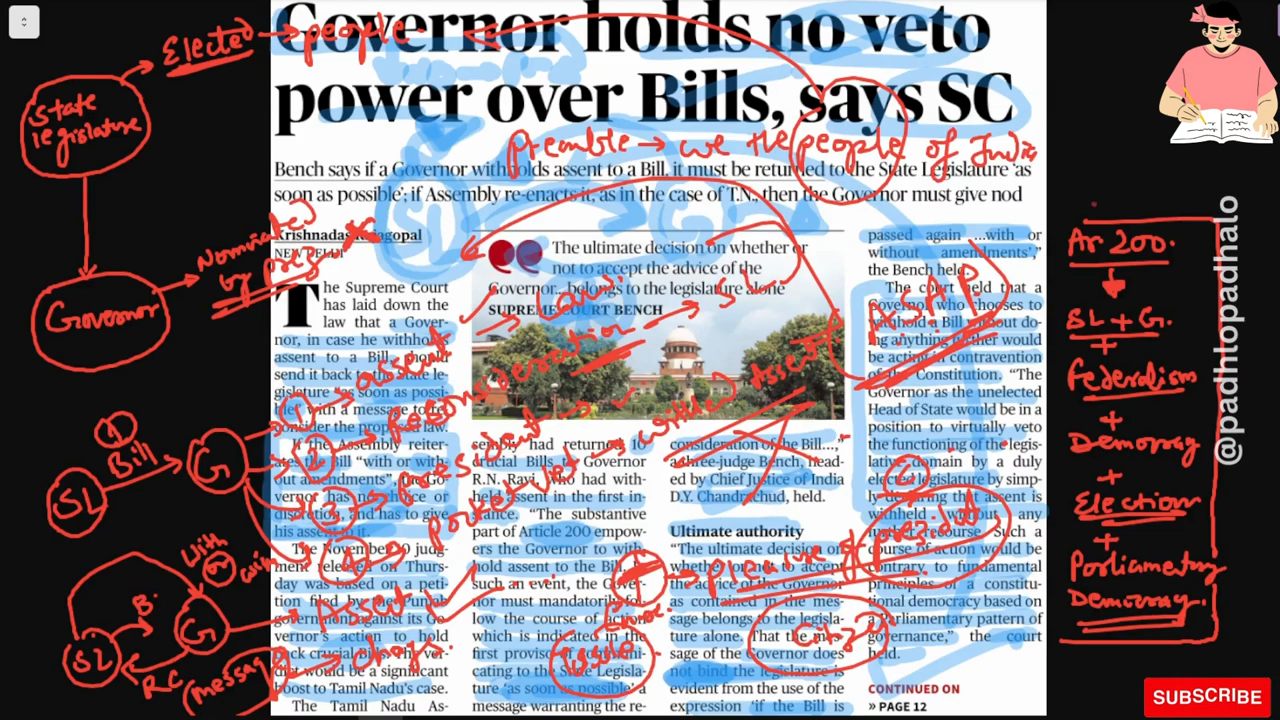 Governor holds no veto
power over Bills, says SC
Elected → people
State
legislature
Preamble → we the people of India
Bench says if a Governor withholds assent to a Bill, it must be returned to the State Legislature 'as
soon as possible'; if Assembly re-enacts it, as in the case of T.N., then the Governor must give nod
Nominated
by
Governor
Krishnadas Rajagopal
NEW DELHI
The Supreme Court
has laid down the
law that a Gover-
nor, in case he withholds
assent to a Bill, should
send it back to the State le-
gislature "as soon as possi-
ble" with a message to re-
consider the proposed law.
If the Assembly reiter-
ates the Bill "with or with-
out amendments", the Go-
vernor has no choice or
discretion, and has to give
his assent to it.
The November 10 judg-
ment released on Thurs-
day was based on a peti-
tion filed by the Punjab
government against its Go-
vernor's action to hold
back crucial Bills. The ver-
dict would be a significant
boost to Tamil Nadu's case.
The Tamil Nadu As-
The ultimate decision on whether or
not to accept the advice of the
Governor.. belongs to the legislature alone
SUPREME COURT BENCH
sembly had returned 10
crucial Bills to Governor
R.N. Ravi, who had with-
held assent in the first in-
stance. "The substantive
part of Article 200 empow-
ers the Governor to with-
hold assent to the Bill. In
such an event, the Gover-
nor must mandatorily fol-
low the course of action
which is indicated in the
first proviso of communi-
cating to the State Legisla-
ture 'as soon as possible' a
message warranting the re-
consideration of the Bill...,"
a three-judge Bench, head-
ed by Chief Justice of India
D.Y. Chandrachud, held.
Ultimate authority
"The ultimate decision on
whether or not to accept
the advice of the Governor
as contained in the mes-
sage belongs to the legisla-
ture alone. That the mes-
sage of the Governor does
not bind the legislature is
evident from the use of the
expression 'if the Bill is
passed again ...with or
without amendments',"
the Bench held.
The court held that a
Governor who chooses to
withhold a Bill without do-
ing anything further would
be acting in contravention
of the Constitution. "The
Governor as the unelected
Head of State would be in a
position to virtually veto
the functioning of the legis-
lative domain by a duly
elected legislature by simp-
ly declaring that assent is
withheld without any
further recourse. Such a
course of action would be
contrary to fundamental
principles of a constitu-
tional democracy based on
a Parliamentary pattern of
governance," the court
held.
CONTINUED ON
» PAGE 12
SL
Bill
G
① → assent → Law.
② → Reconsideration → SL
③ → president
④ → pocket veto → withhold Assent
A.S.A.P
SL
B.
G
RC
(message
With
pleasure of President
Ar 200.
SL + G.
+
Federalism
+
Demoray
+
Election
+
Parliamentry
Demoray.
@padhlopadhalo
SUBSCRIBE